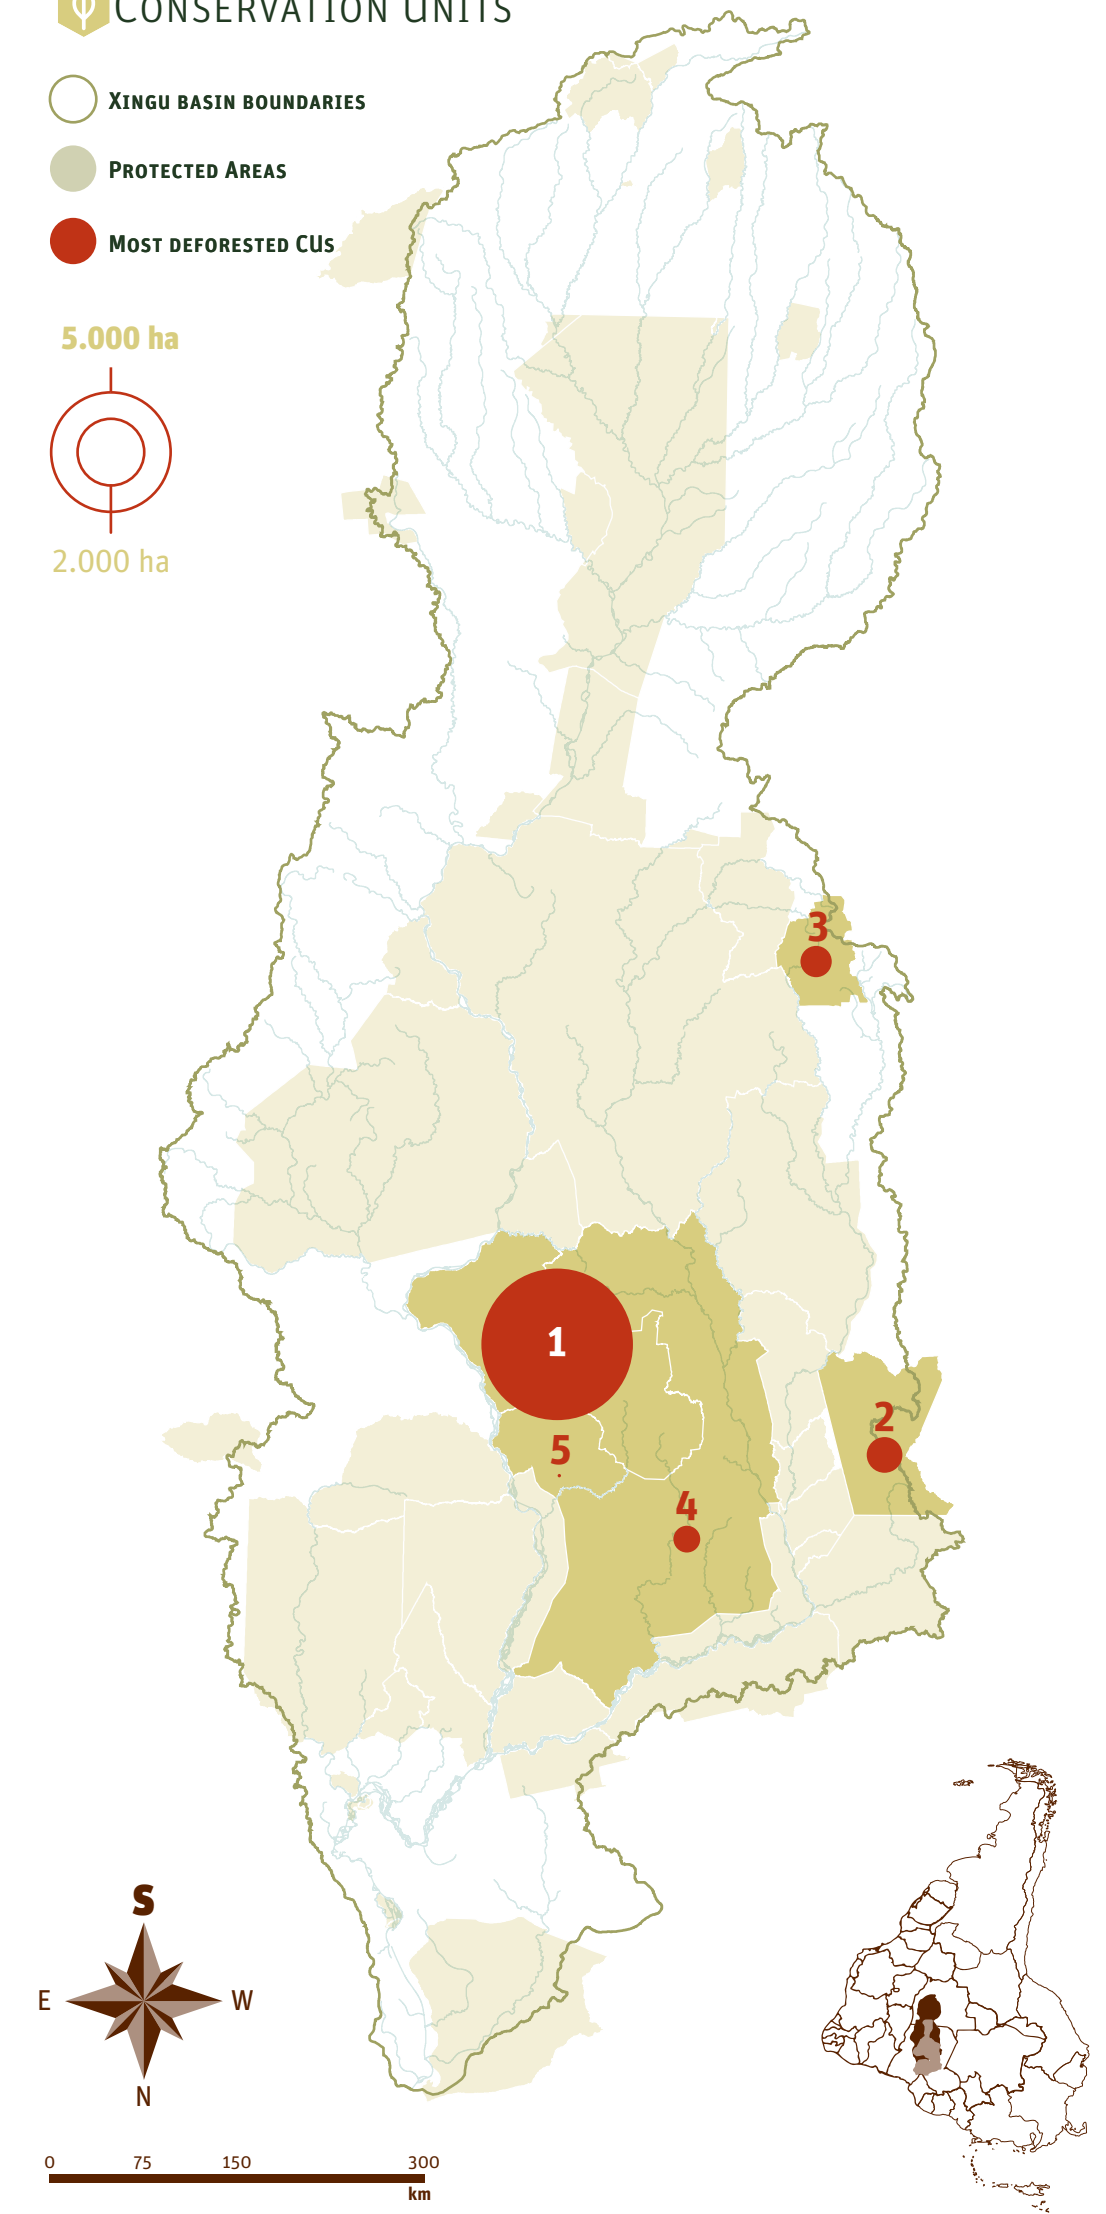 CONSERVATION UNITS
XINGU BASIN BOUNDARIES
PROTECTED AREAS
MOST DEFORESTED CUs
5.000 ha
2.000 ha
3
1
2
5
4
S
E
W
N
0 75 150 300
km